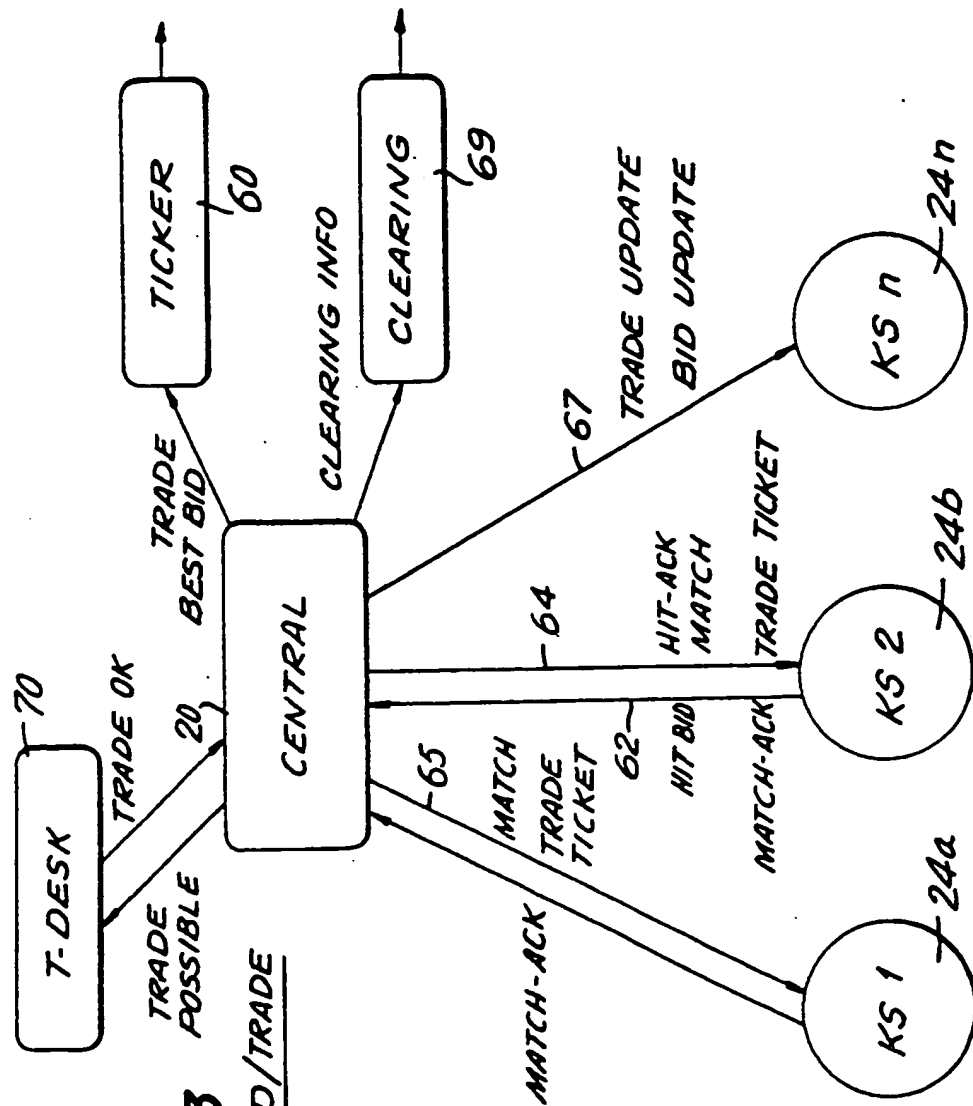 70
T-DESK
TRADE OK
TRADE
POSSIBLE
3
D/TRADE
20
CENTRAL
TRADE
BEST BID
TICKER
60
CLEARING INFO
CLEARING
69
65
MATCH
TRADE
TICKET
MATCH-ACK
62
HIT BID
MATCH-ACK
64
HIT-ACK
MATCH
TRADE TICKET
67
TRADE UPDATE
BID UPDATE
KS 1
24a
KS 2
24b
KS n
24n